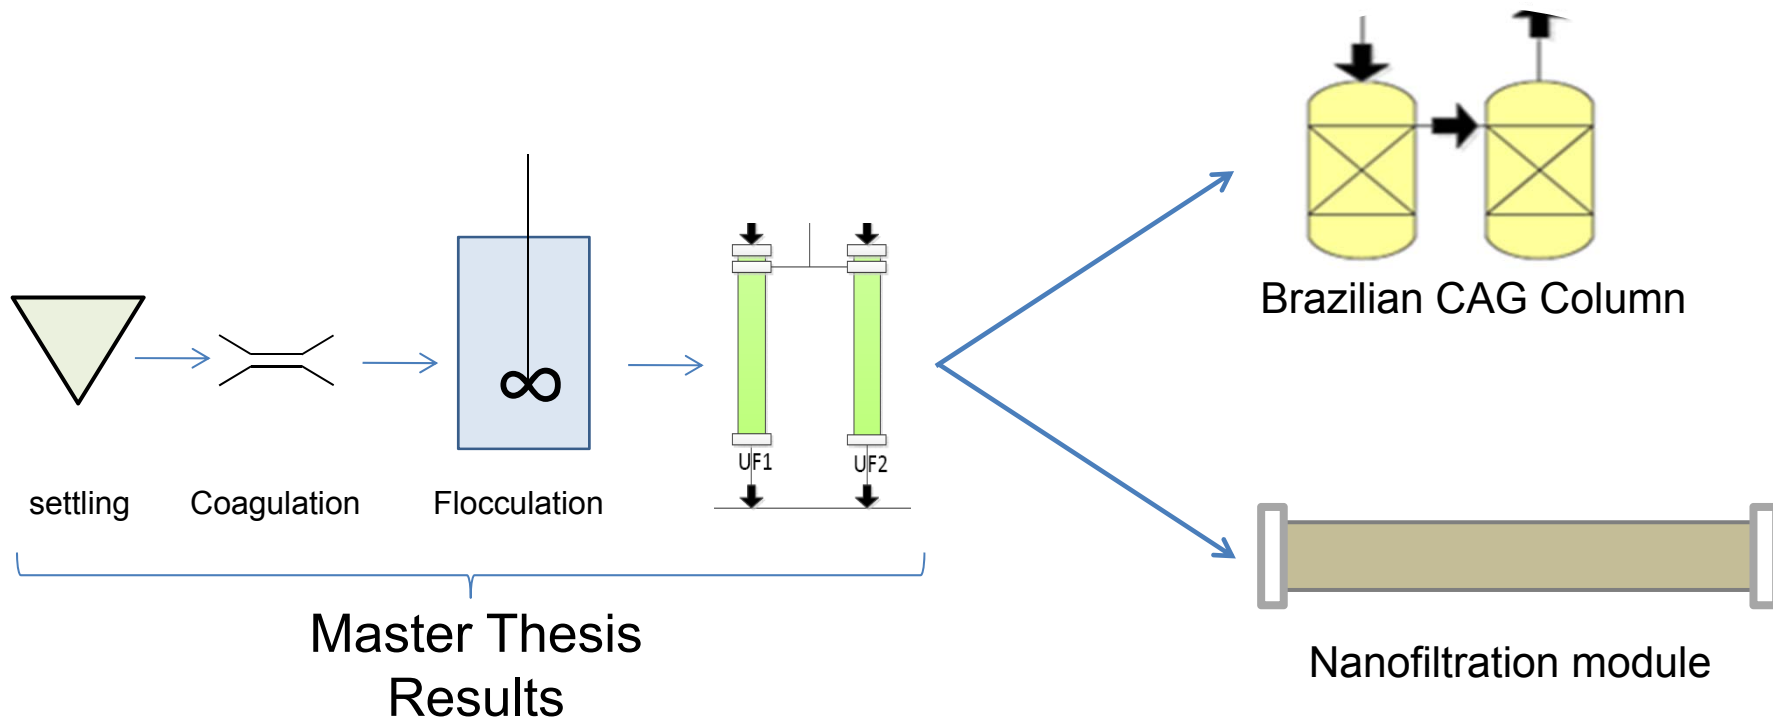 Brazilian CAG Column
UF1
UF2
settling
Coagulation
Flocculation
Master Thesis
Results
Nanofiltration module